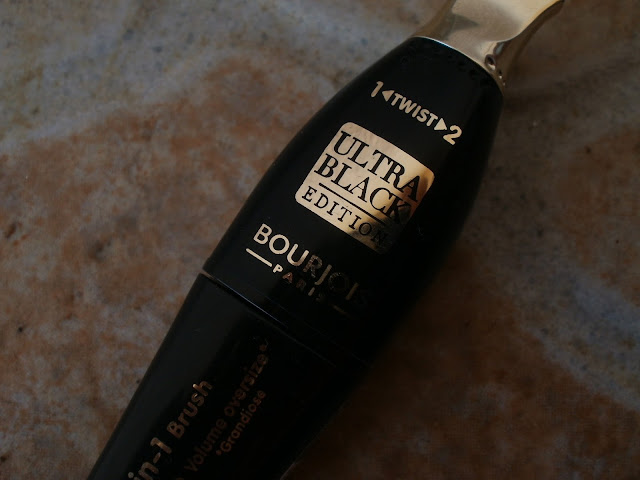 1◄TWIST►2
ULTRA
BLACK
EDITION
BOURJOIS
PARIS
in-1 Brush
volume oversize*
*Grandiose